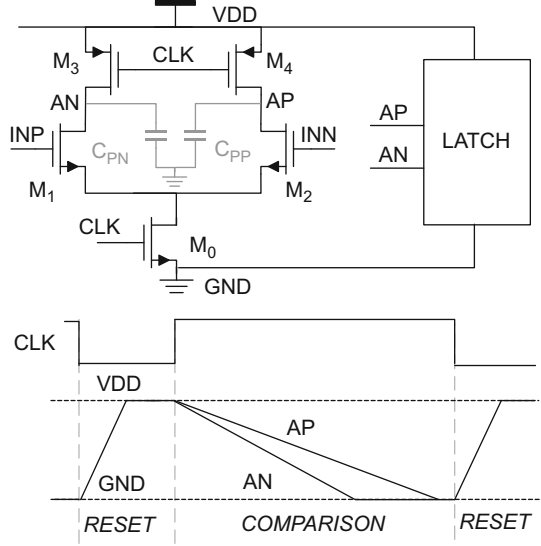 VDD
M3
CLK
M4
AN
AP
INP
CPN
CPP
INN
M1
M2
CLK
M0
GND
AP
AN
LATCH
CLK
VDD
AP
GND
AN
RESET
COMPARISON
RESET